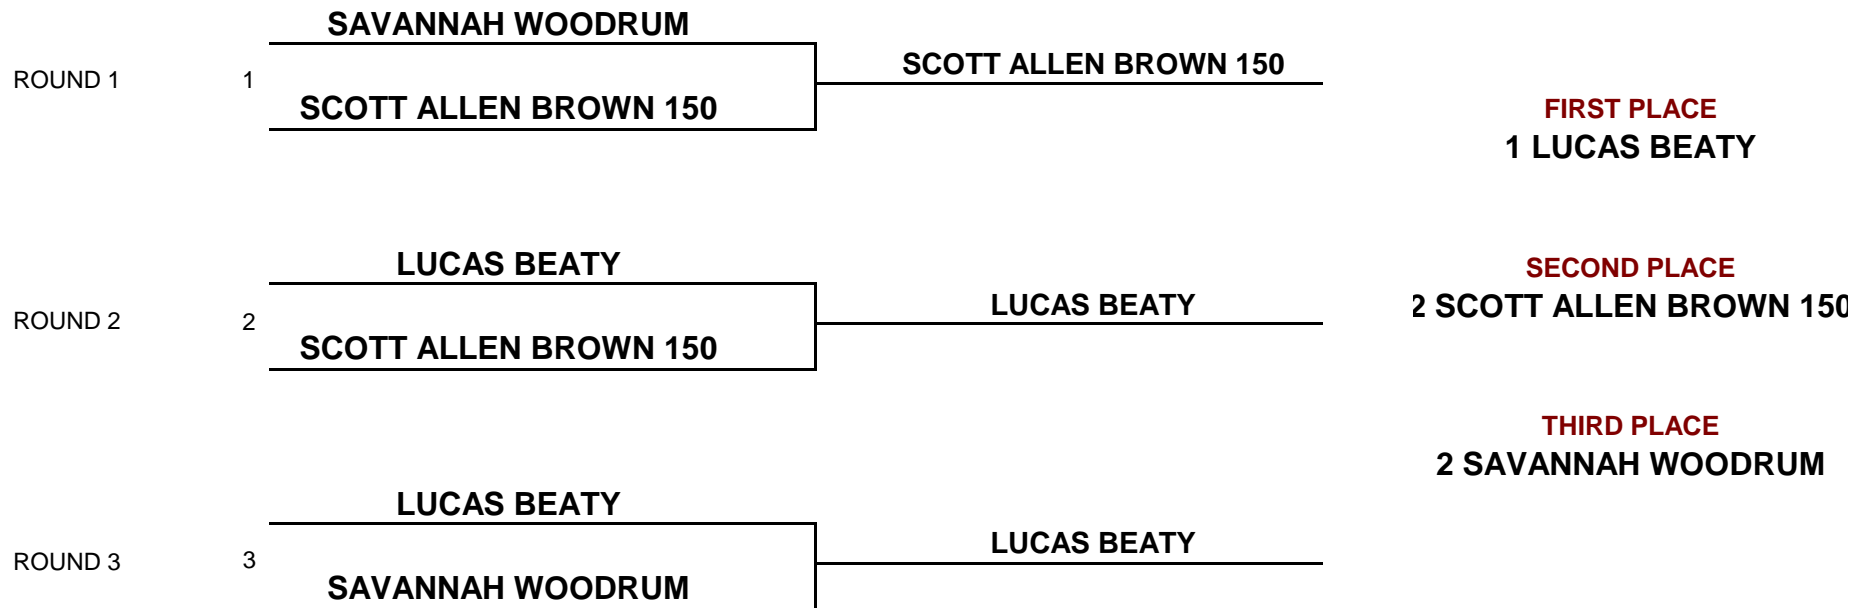 SAVANNAH WOODRUM
ROUND 1
1
SCOTT ALLEN BROWN 150
SCOTT ALLEN BROWN 150
FIRST PLACE
1 LUCAS BEATY
LUCAS BEATY
ROUND 2
2
SCOTT ALLEN BROWN 150
LUCAS BEATY
SECOND PLACE
2 SCOTT ALLEN BROWN 150
THIRD PLACE
2 SAVANNAH WOODRUM
LUCAS BEATY
ROUND 3
3
SAVANNAH WOODRUM
LUCAS BEATY